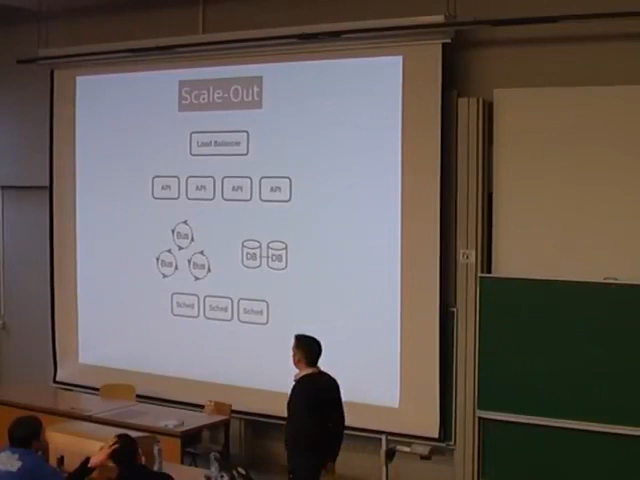 Scale-Out
Load Balancer
API API API API
Bus
Bus Bus
DB DB
Sched Sched Sched